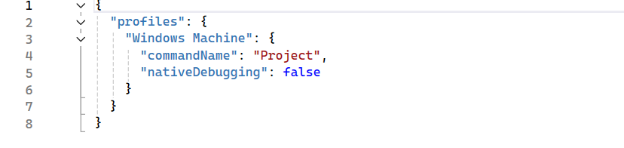 1 {
2 "profiles": {
3 "Windows Machine": {
4 "commandName": "Project",
5 "nativeDebugging": false
6 }
7 }
8 }